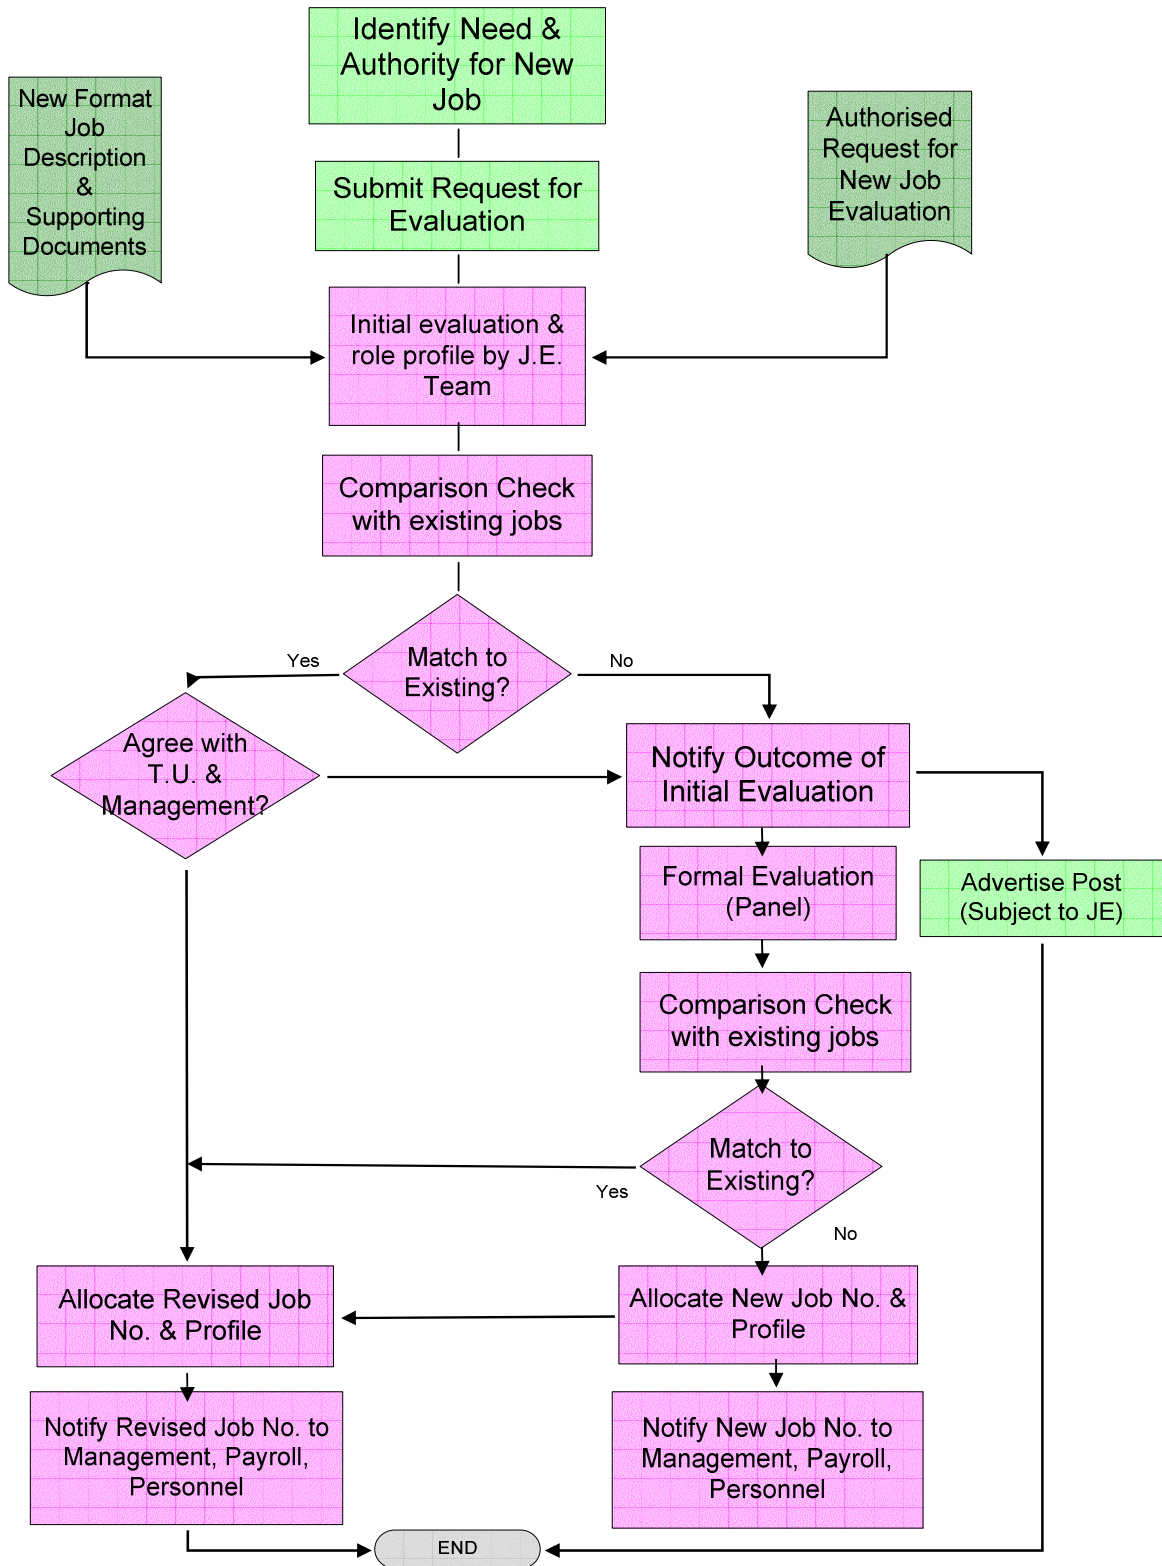 Identify Need &
Authority for New
Job
New Format
Job
Description
&
Supporting
Documents
Authorised
Request for
New Job
Evaluation
Submit Request for
Evaluation
Initial evaluation &
role profile by J.E.
Team
Comparison Check
with existing jobs
Match to
Existing?
Yes
No
Agree with
T.U. &
Management?
Notify Outcome of
Initial Evaluation
Formal Evaluation
(Panel)
Advertise Post
(Subject to JE)
Comparison Check
with existing jobs
Match to
Existing?
Yes
No
Allocate Revised Job
No. & Profile
Allocate New Job No. &
Profile
Notify Revised Job No. to
Management, Payroll,
Personnel
Notify New Job No. to
Management, Payroll,
Personnel
END